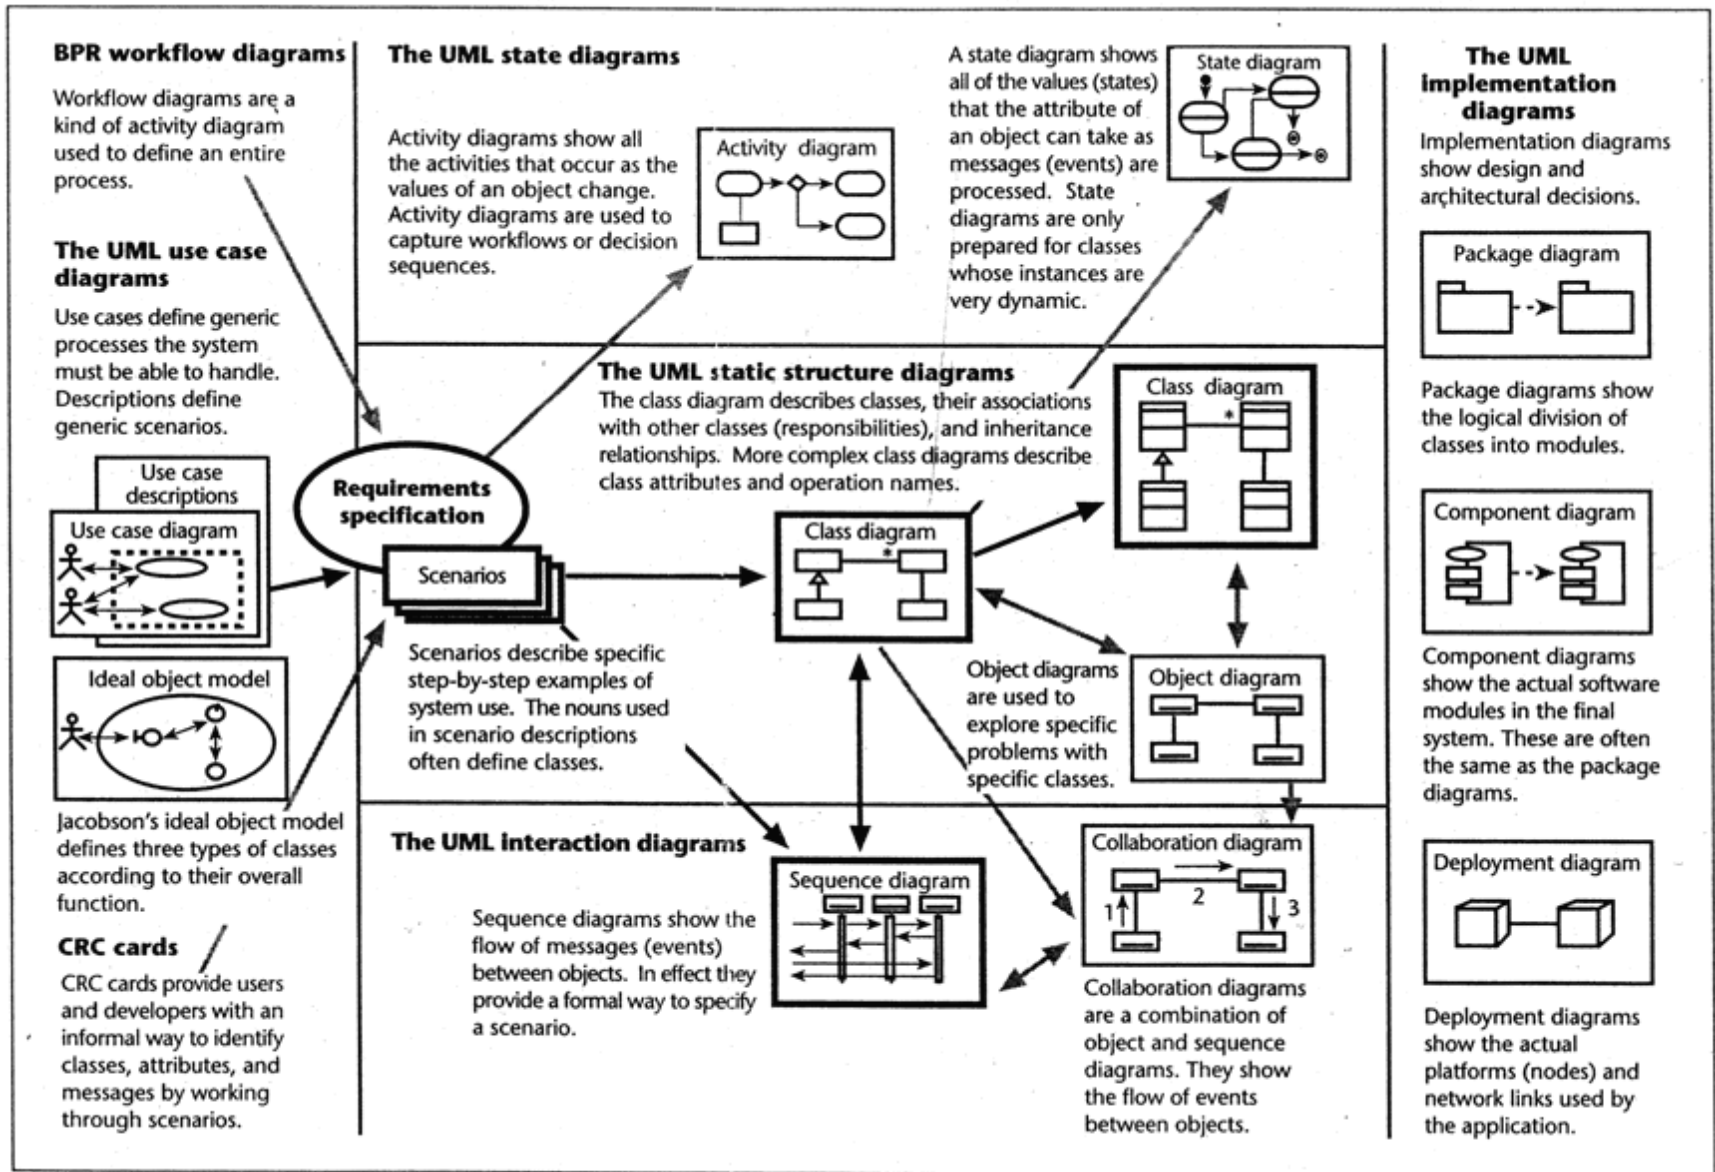 BPR workflow diagrams
Workflow diagrams are a
kind of activity diagram
used to define an entire
process.
The UML use case
diagrams
Use cases define generic
processes the system
must be able to handle.
Descriptions define
generic scenarios.
Use case
descriptions
Use case diagram
Ideal object model
Jacobson's ideal object model
defines three types of classes
according to their overall
function.
CRC cards
CRC cards provide users
and developers with an
informal way to identify
classes, attributes, and
messages by working
through scenarios.
The UML state diagrams
Activity diagrams show all
the activities that occur as the
values of an object change.
Activity diagrams are used to
capture workflows or decision
sequences.
Activity diagram
A state diagram shows
all of the values (states)
that the attribute of
an object can take as
messages (events) are
processed. State
diagrams are only
prepared for classes
whose instances are
very dynamic.
State diagram
Requirements
specification
Scenarios
Scenarios describe specific
step-by-step examples of
system use. The nouns used
in scenario descriptions
often define classes.
The UML static structure diagrams
The class diagram describes classes, their associations
with other classes (responsibilities), and inheritance
relationships. More complex class diagrams describe
class attributes and operation names.
Class diagram
*
Class diagram
*
Object diagrams
are used to
explore specific
problems with
specific classes.
Object diagram
The UML interaction diagrams
Sequence diagrams show the
flow of messages (events)
between objects. In effect they
provide a formal way to specify
a scenario.
Sequence diagram
Collaboration diagram
1
2
3
Collaboration diagrams
are a combination of
object and sequence
diagrams. They show
the flow of events
between objects.
The UML
implementation
diagrams
Implementation diagrams
show design and
architectural decisions.
Package diagram
Package diagrams show
the logical division of
classes into modules.
Component diagram
Component diagrams
show the actual software
modules in the final
system. These are often
the same as the package
diagrams.
Deployment diagram
Deployment diagrams
show the actual
platforms (nodes) and
network links used by
the application.